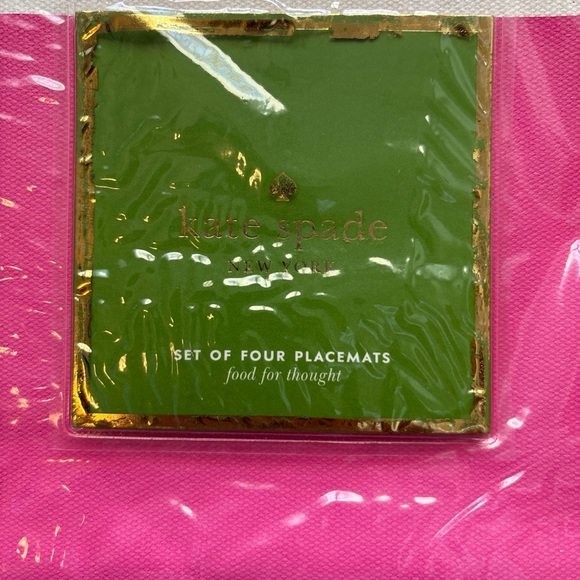 kate spade
NEW YORK
SET OF FOUR PLACEMATS
food for thought